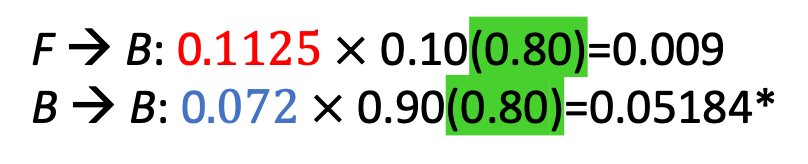 F → B: 0.1125 × 0.10(0.80)=0.009
B → B: 0.072 × 0.90(0.80)=0.05184*